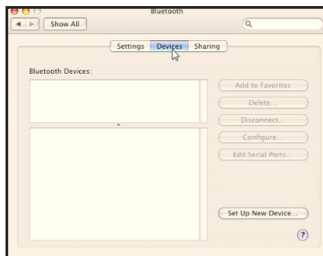 Bluetooth
Show All
Settings Devices Sharing
Bluetooth Devices:
Add to Favorites
Delete...
Disconnect...
Configure...
Edit Serial Ports...
Set Up New Device...
?